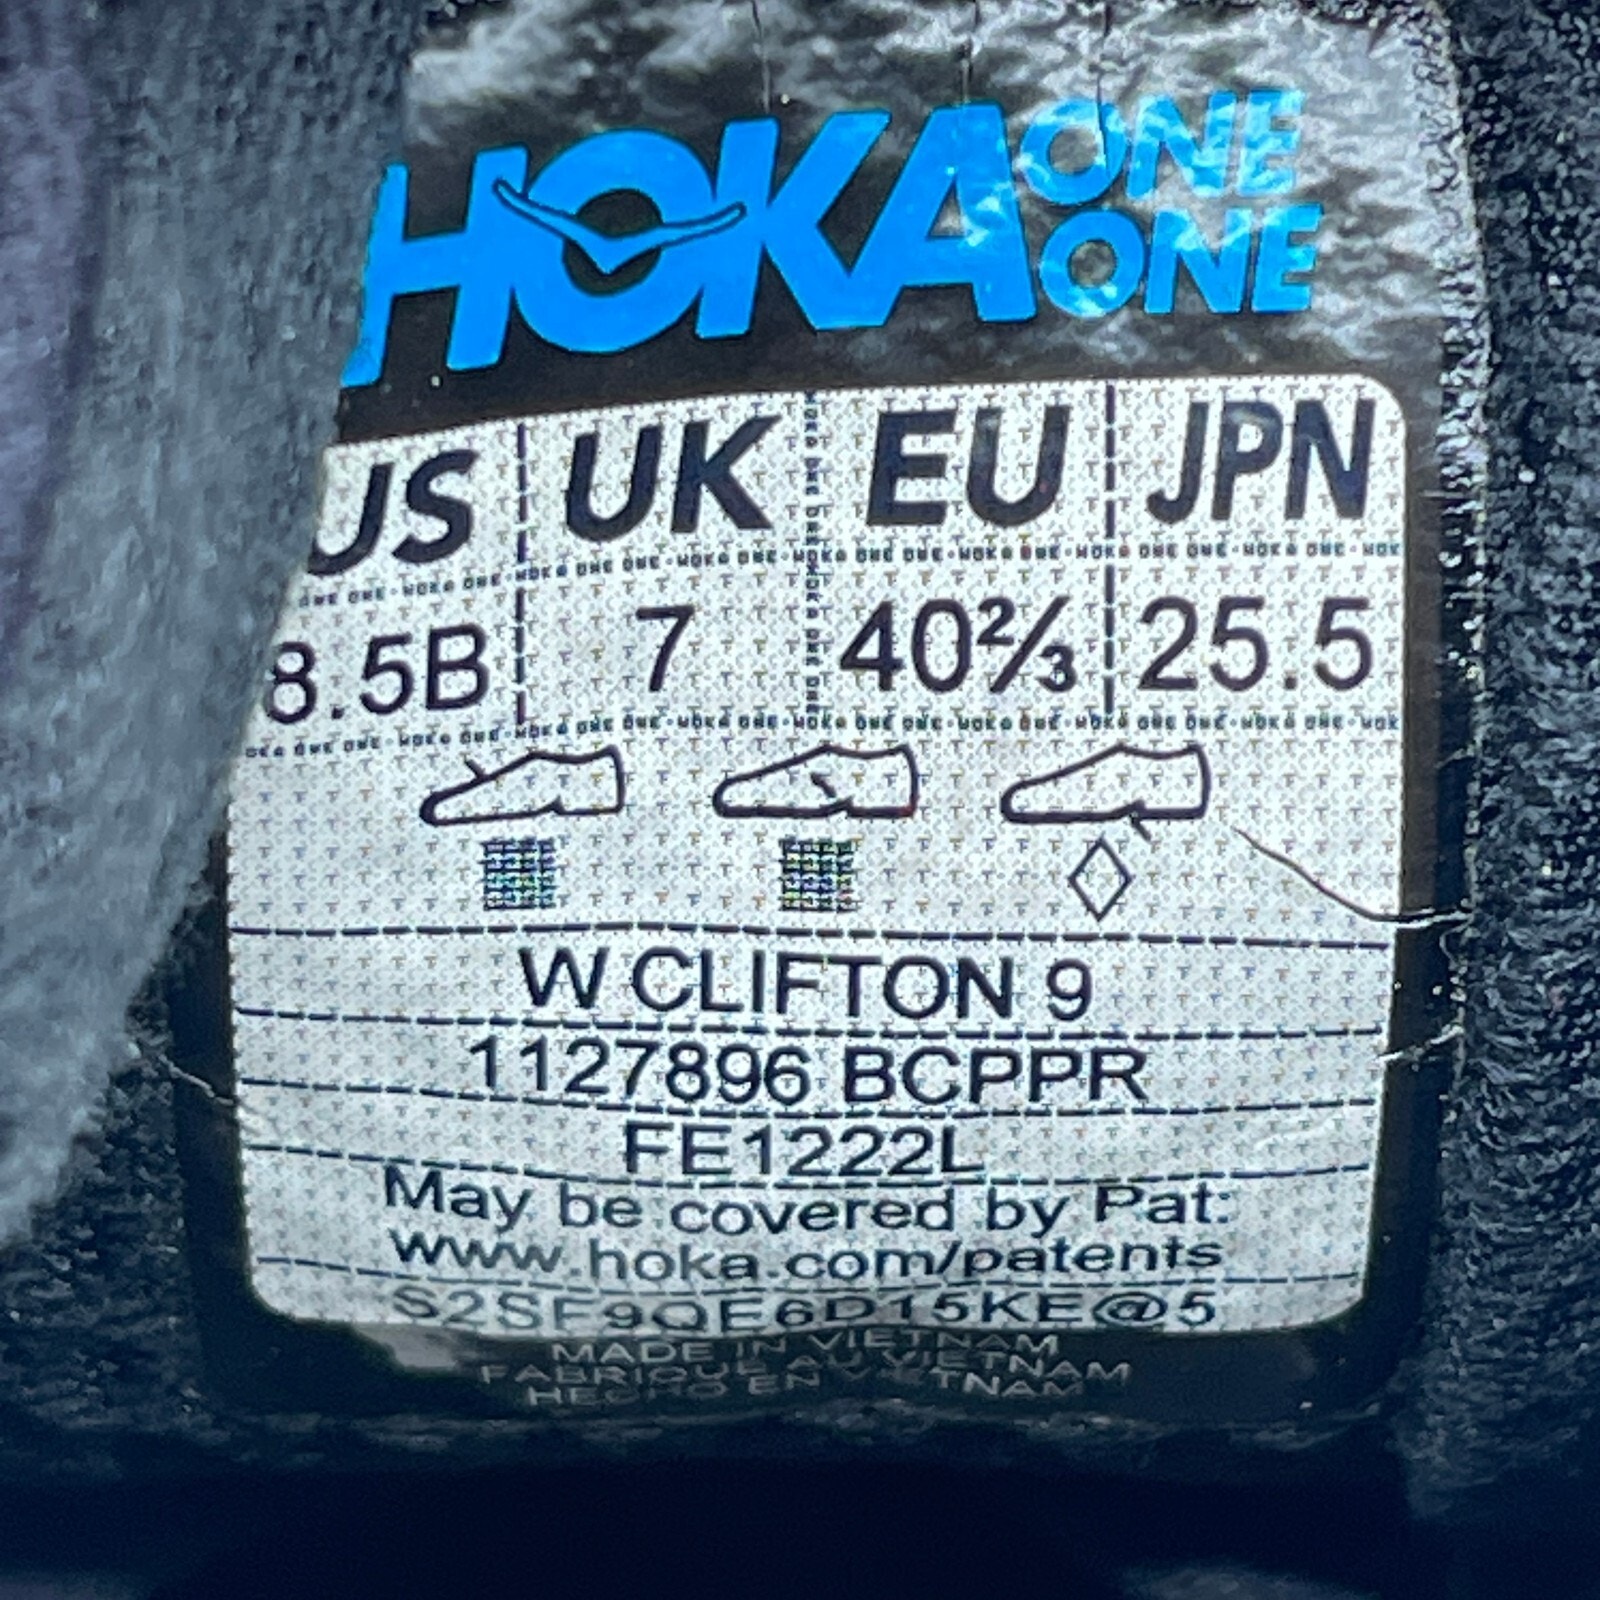 HOKA ONE ONE
US UK EU JPN
8.5B 7 40⅔ 25.5
W CLIFTON 9
1127896 BCPPR
FE1222L
May be covered by Pat:
www.hoka.com/patents
S2SF9QE6D15KE@5
MADE IN VIETNAM
FABRIQUÉ AU VIETNAM
HECHO EN VIETNAM